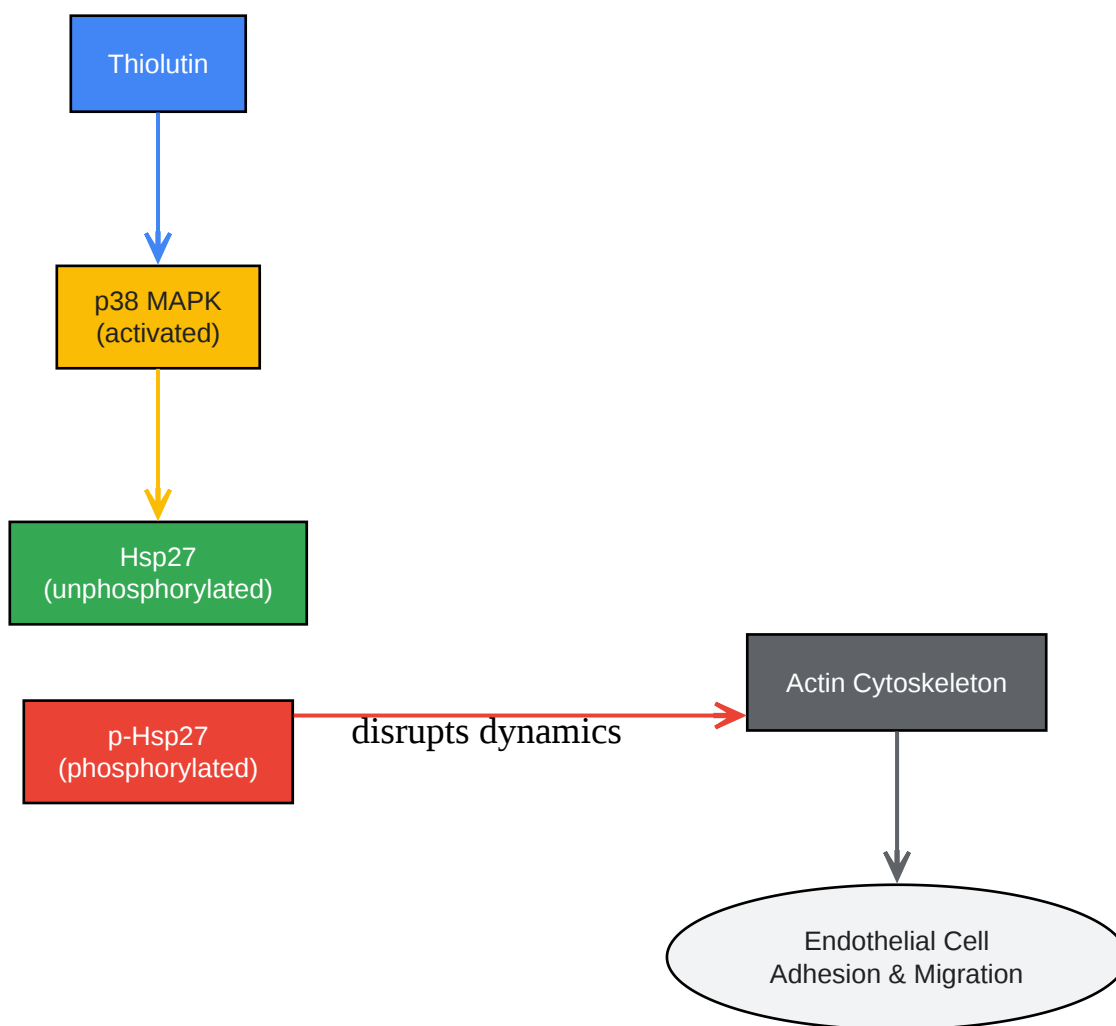 Thiolutin
p38 MAPK
(activated)
Hsp27
(unphosphorylated)
Actin Cytoskeleton
p-Hsp27
(phosphorylated)
disrupts dynamics
Endothelial Cell
Adhesion & Migration